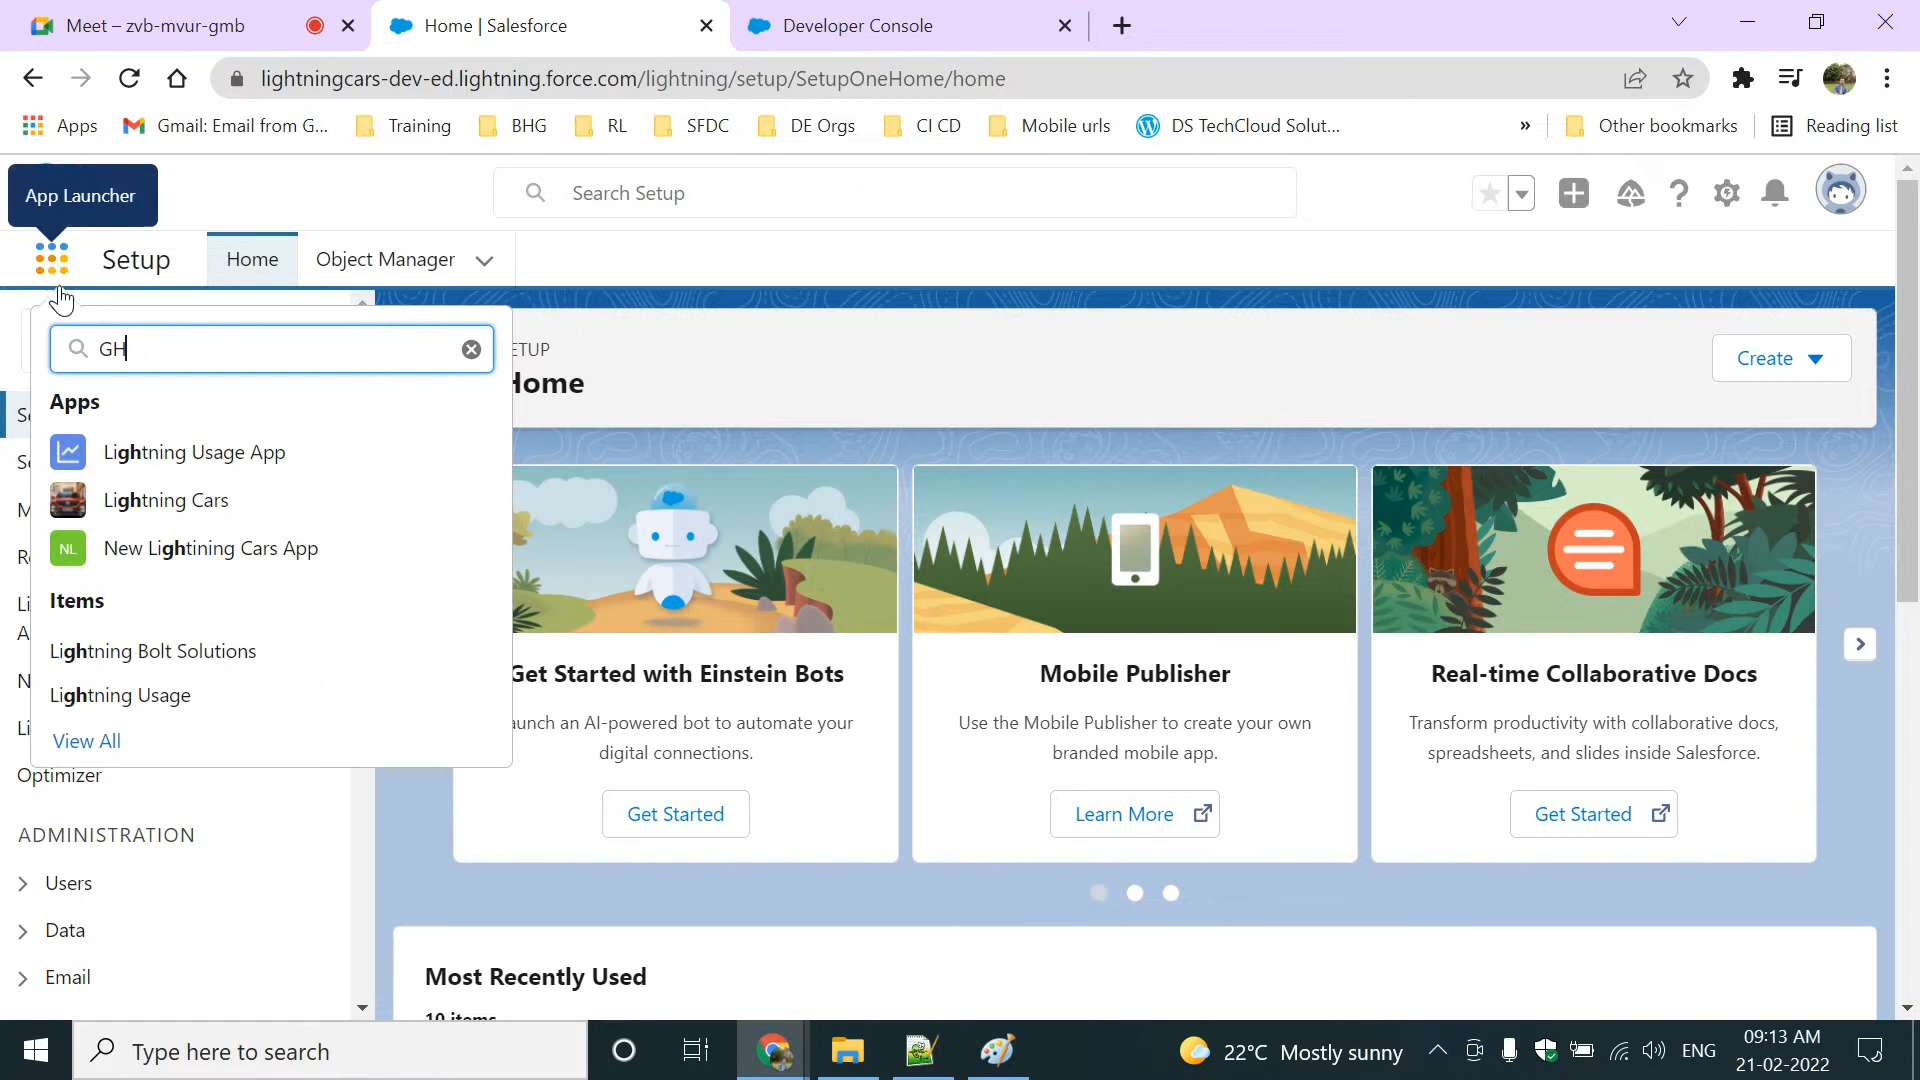 Meet – zvb-mvur-gmb
Home | Salesforce
Developer Console
lightningcars-dev-ed.lightning.force.com/lightning/setup/SetupOneHome/home
Apps
Gmail: Email from G...
Training
BHG
RL
SFDC
DE Orgs
CI CD
Mobile urls
DS TechCloud Solut...
»
Other bookmarks
Reading list
App Launcher
Search Setup
Setup
Home
Object Manager
GH
Apps
Lightning Usage App
Lightning Cars
NL
New Lightining Cars App
Items
Lightning Bolt Solutions
Lightning Usage
View All
Optimizer
ADMINISTRATION
Users
Data
Email
ETUP
Home
Create
Get Started with Einstein Bots
aunch an AI-powered bot to automate your
digital connections.
Get Started
Mobile Publisher
Use the Mobile Publisher to create your own
branded mobile app.
Learn More
Real-time Collaborative Docs
Transform productivity with collaborative docs,
spreadsheets, and slides inside Salesforce.
Get Started
Most Recently Used
10 items
Type here to search
22°C Mostly sunny
ENG
09:13 AM
21-02-2022